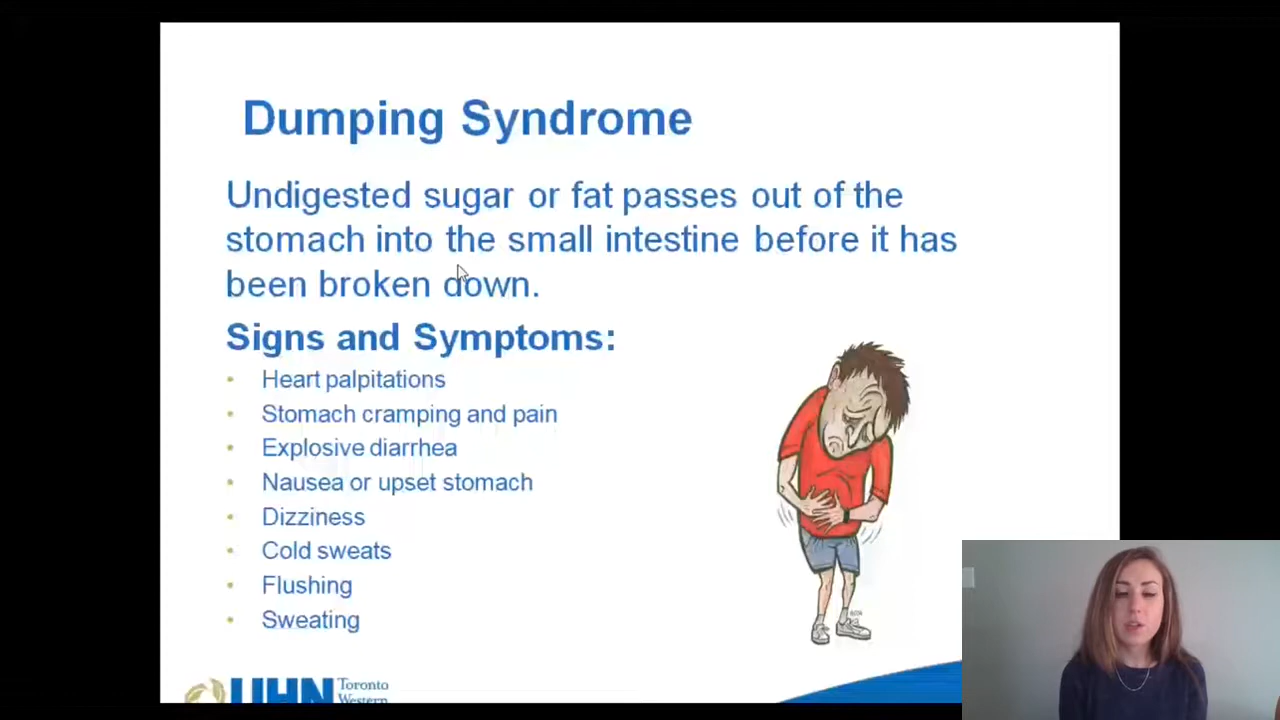 Dumping Syndrome
Undigested sugar or fat passes out of the
stomach into the small intestine before it has
been broken down.
Signs and Symptoms:
• Heart palpitations
• Stomach cramping and pain
• Explosive diarrhea
• Nausea or upset stomach
• Dizziness
• Cold sweats
• Flushing
• Sweating
UHN Toronto
Western